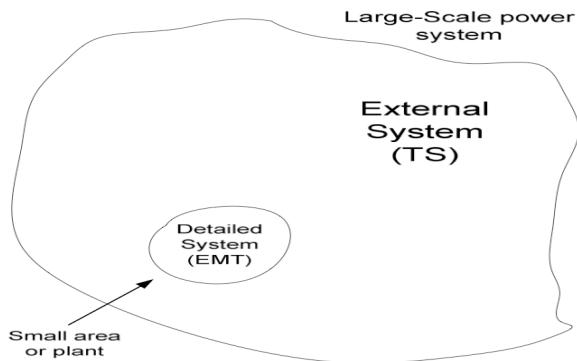 Large-Scale power
system
External
System
(TS)
Detailed
System
(EMT)
Small area
or plant